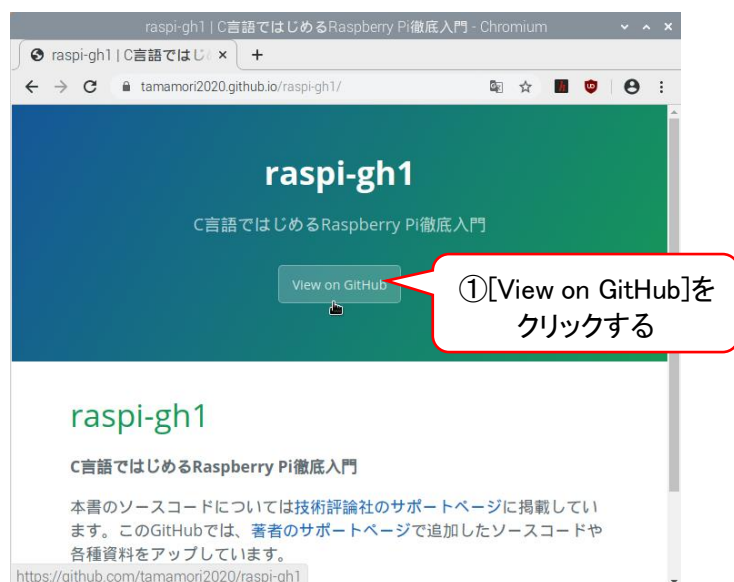 raspi-gh1 | C言語ではじめるRaspberry Pi徹底入門 - Chromium
raspi-gh1 | C言語ではじ
tamamori2020.github.io/raspi-gh1/
raspi-gh1
C言語ではじめるRaspberry Pi徹底入門
View on GitHub
①[View on GitHub]を
クリックする
raspi-gh1
C言語ではじめるRaspberry Pi徹底入門
本書のソースコードについては技術評論社のサポートページに掲載してい
ます。このGitHubでは、著者のサポートページで追加したソースコードや
各種資料をアップしています。
https://github.com/tamamori2020/raspi-gh1